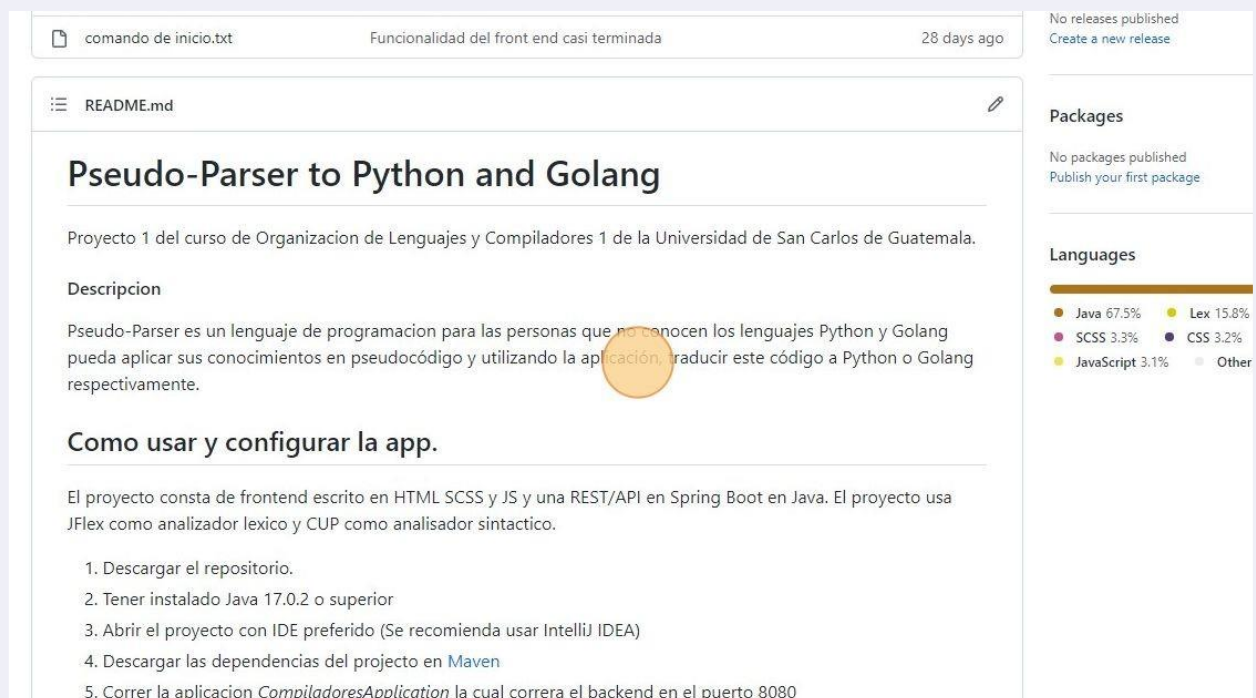 comando de inicio.txt
Funcionalidad del front end casi terminada
28 days ago
README.md
Pseudo-Parser to Python and Golang
Proyecto 1 del curso de Organizacion de Lenguajes y Compiladores 1 de la Universidad de San Carlos de Guatemala.
Descripcion
Pseudo-Parser es un lenguaje de programacion para las personas que no conocen los lenguajes Python y Golang
pueda aplicar sus conocimientos en pseudocódigo y utilizando la aplicación, traducir este código a Python o Golang
respectivamente.
Como usar y configurar la app.
El proyecto consta de frontend escrito en HTML SCSS y JS y una REST/API en Spring Boot en Java. El proyecto usa
JFlex como analizador lexico y CUP como analisador sintactico.
1. Descargar el repositorio.
2. Tener instalado Java 17.0.2 o superior
3. Abrir el proyecto con IDE preferido (Se recomienda usar IntelliJ IDEA)
4. Descargar las dependencias del projecto en Maven
5. Correr la aplicacion CompiladoresApplication la cual correra el backend en el puerto 8080
No releases published
Create a new release
Packages
No packages published
Publish your first package
Languages
Java 67.5%
Lex 15.8%
SCSS 3.3%
CSS 3.2%
JavaScript 3.1%
Other